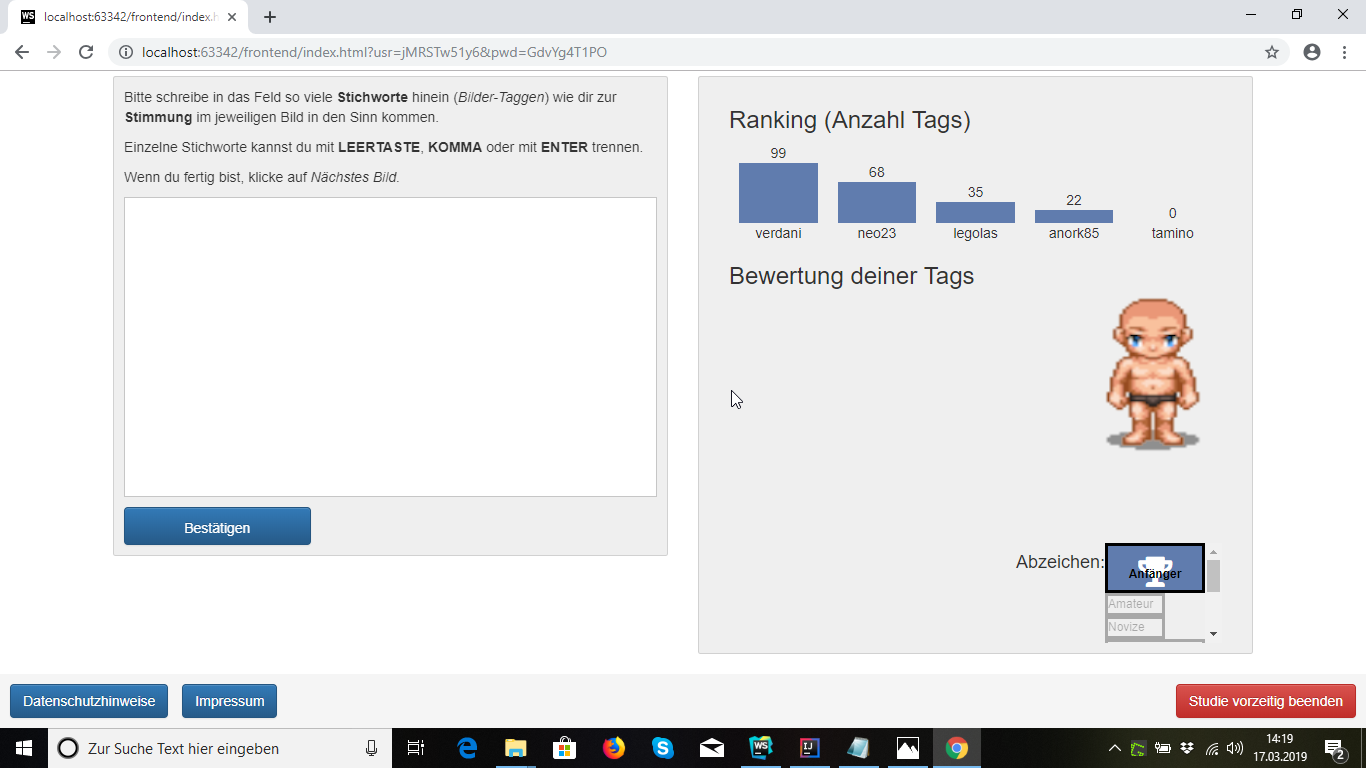 localhost:63342/frontend/index.h
localhost:63342/frontend/index.html?usr=jMRSTw51y6&pwd=GdvYg4T1PO
Bitte schreibe in das Feld so viele Stichworte hinein (Bilder-Taggen) wie dir zur
Stimmung im jeweiligen Bild in den Sinn kommen.
Einzelne Stichworte kannst du mit LEERTASTE, KOMMA oder mit ENTER trennen.
Wenn du fertig bist, klicke auf Nächstes Bild.
Bestätigen
Ranking (Anzahl Tags)
99
68
35
22
0
verdani
neo23
legolas
anork85
tamino
Bewertung deiner Tags
Abzeichen:
Anfänger
Amateur
Novize
Datenschutzhinweise
Impressum
Studie vorzeitig beenden
Zur Suche Text hier eingeben
14:19
17.03.2019
2